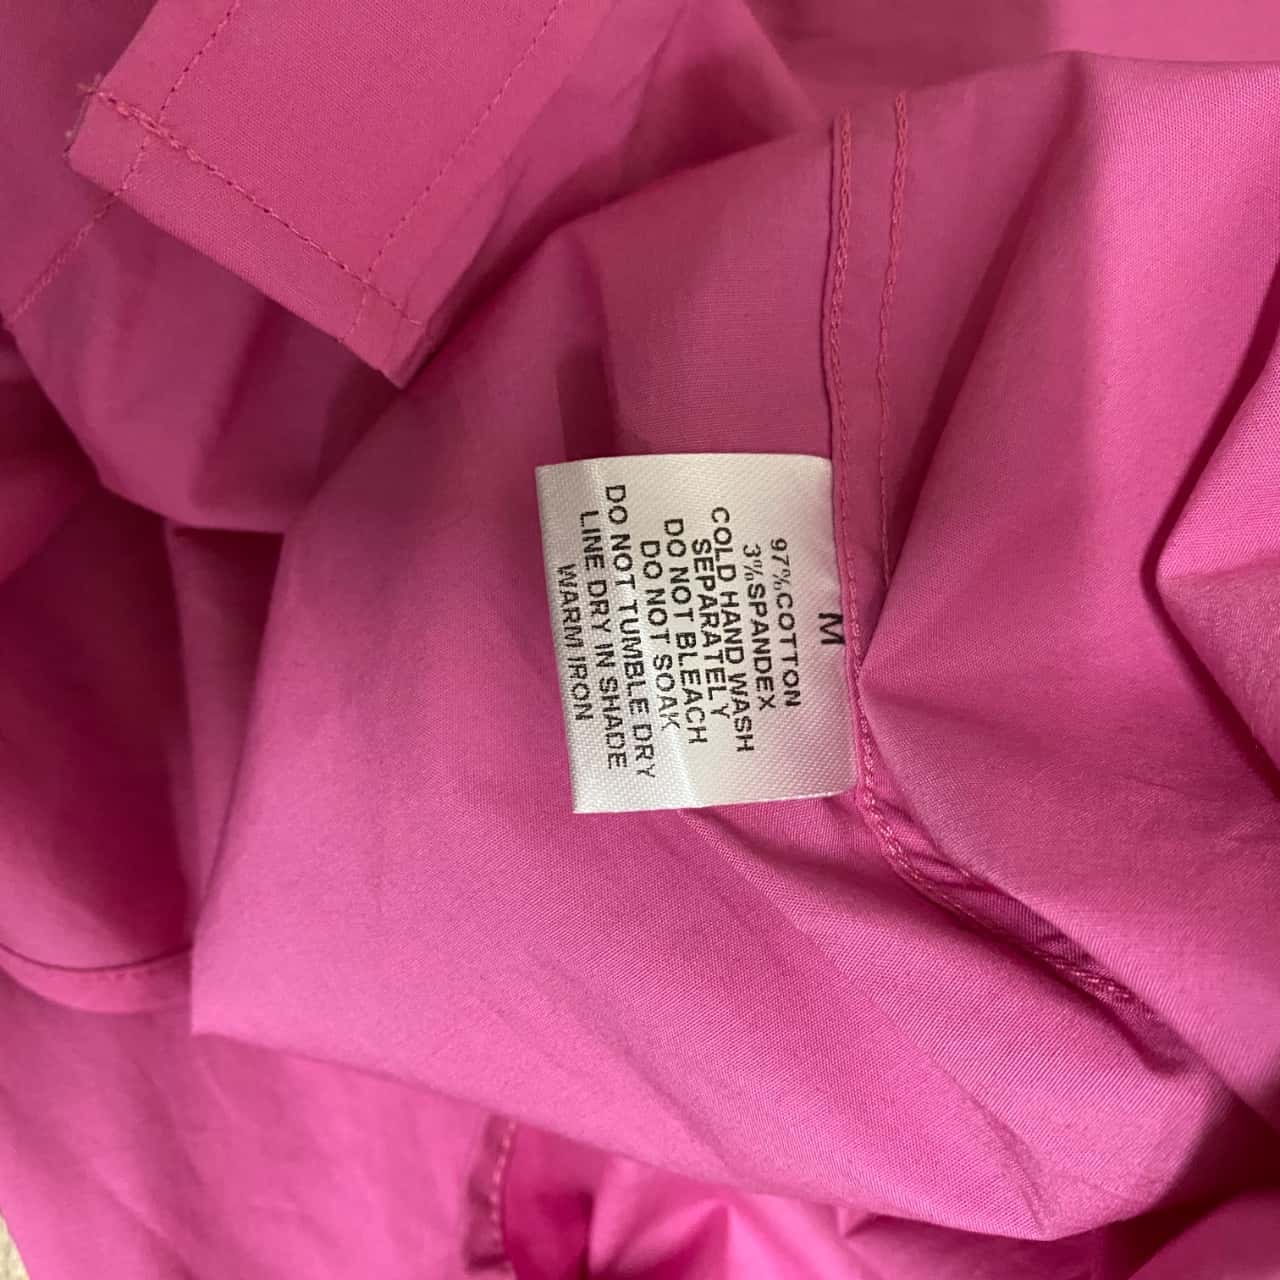 M
97%COTTON
3%SPANDEX
COLD HAND WASH
SEPARATELY
DO NOT BLEACH
DO NOT SOAK
DO NOT TUMBLE DRY
LINE DRY IN SHADE
WARM IRON